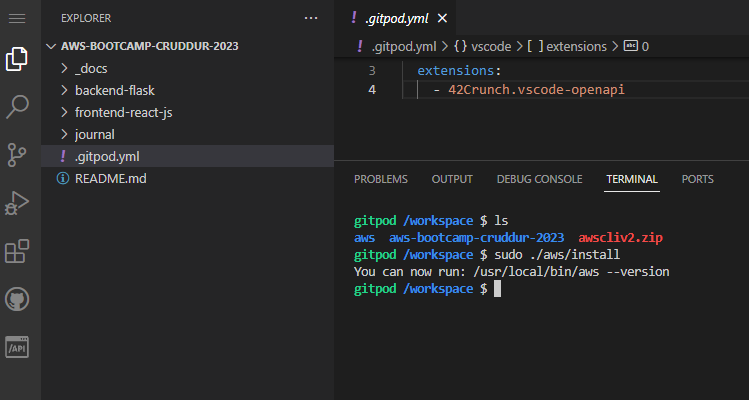 EXPLORER
AWS-BOOTCAMP-CRUDDUR-2023
_docs
backend-flask
frontend-react-js
journal
! .gitpod.yml
README.md
/API
! .gitpod.yml
! .gitpod.yml > {} vscode > [ ] extensions > abc 0
3 extensions:
4 - 42Crunch.vscode-openapi
PROBLEMS OUTPUT DEBUG CONSOLE TERMINAL PORTS
gitpod /workspace $ ls
aws aws-bootcamp-cruddur-2023 awscliv2.zip
gitpod /workspace $ sudo ./aws/install
You can now run: /usr/local/bin/aws --version
gitpod /workspace $